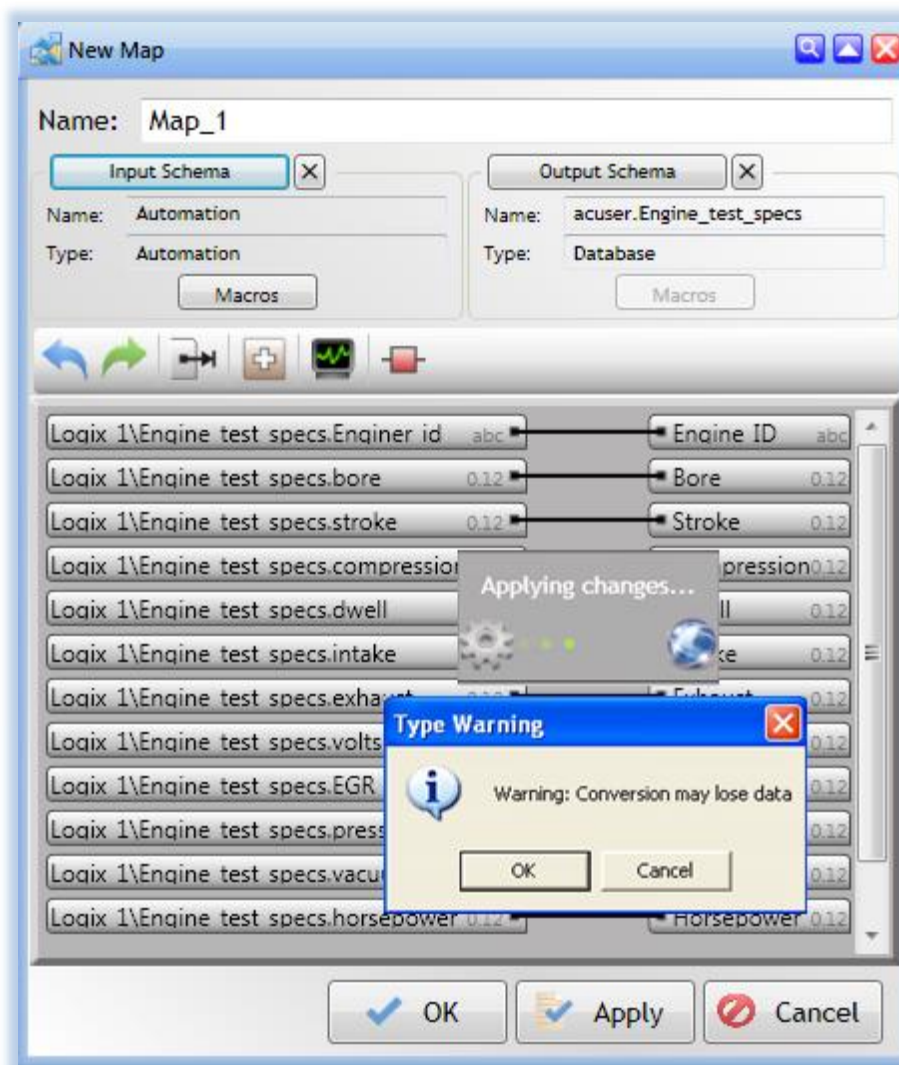 New Map
Name: Map_1
Input Schema Output Schema
Name: Automation Name: acuser.Engine_test_specs
Type: Automation Type: Database
Macros Macros
Logix 1\Engine test specs.Enginer id abc Engine ID abc
Logix 1\Engine test specs.bore 0.12 Bore 0.12
Logix 1\Engine test specs.stroke 0.12 Stroke 0.12
Logix 1\Engine test specs.compression pression 0.12
Applying changes...
Logix 1\Engine test specs.dwell ll 0.12
Logix 1\Engine test specs.intake ke 0.12
Logix 1\Engine test specs.exhaust 0.12 Exhaust 0.12
Type Warning
Logix 1\Engine test specs.volts 0.12
Logix 1\Engine test specs.EGR 0.12
Warning: Conversion may lose data
Logix 1\Engine test specs.press 0.12
Logix 1\Engine test specs.vacu 0.12
OK Cancel
Logix 1\Engine test specs.horsepower 0.12 Horsepower 0.12
OK Apply Cancel